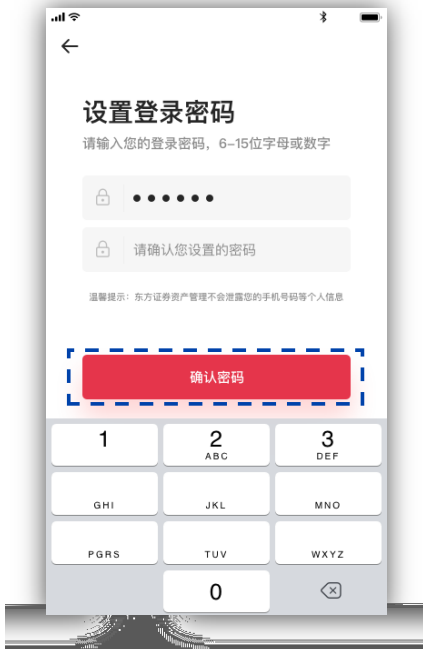 设置登录密码
请输入您的登录密码，6-15位字母或数字
请确认您设置的密码
温馨提示：东方证券资产管理不会泄露您的手机号码等个人信息
确认密码
1 2 3
ABC DEF
GHI JKL MNO
PGRS TUV WXYZ
0